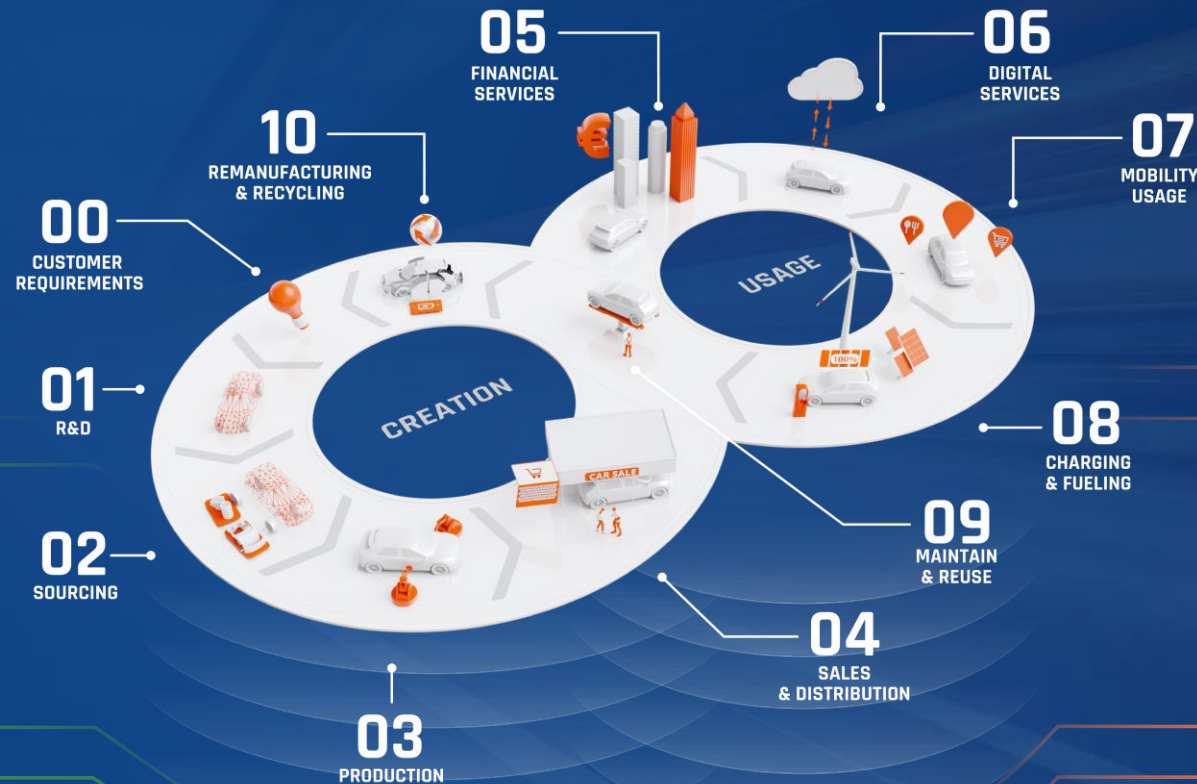 05
FINANCIAL
SERVICES
06
DIGITAL
SERVICES
10
REMANUFACTURING
& RECYCLING
07
MOBILITY
USAGE
00
CUSTOMER
REQUIREMENTS
USAGE
100%
01
R&D
CREATION
08
CHARGING
& FUELING
CAR SALE
09
MAINTAIN
& REUSE
02
SOURCING
04
SALES
& DISTRIBUTION
03
PRODUCTION